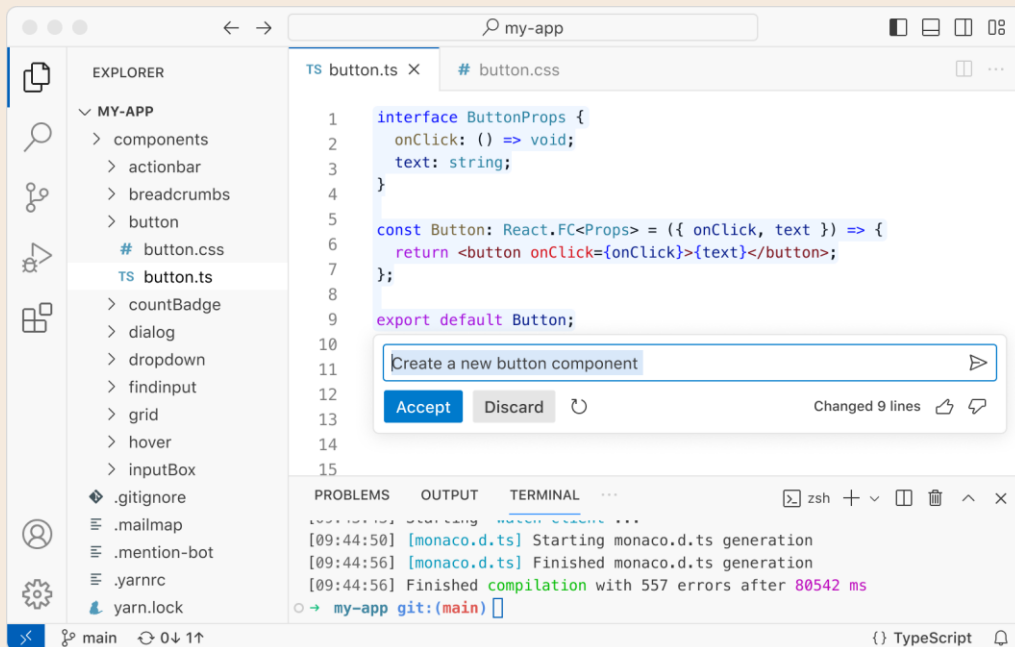 my-app
EXPLORER
MY-APP
components
actionbar
breadcrumbs
button
# button.css
TS button.ts
countBadge
dialog
dropdown
findinput
grid
hover
inputBox
.gitignore
.mailmap
.mention-bot
.yarnrc
yarn.lock
TS button.ts
# button.css
1 interface ButtonProps {
2 onClick: () => void;
3 text: string;
4 }
5
6 const Button: React.FC<Props> = ({ onClick, text }) => {
7 return <button onClick={onClick}>{text}</button>;
8 };
9 export default Button;
10
11
12
13
14
15
Create a new button component
Accept Discard
Changed 9 lines
PROBLEMS OUTPUT TERMINAL ···
zsh
[09:44:50] [monaco.d.ts] Starting monaco.d.ts generation
[09:44:56] [monaco.d.ts] Finished monaco.d.ts generation
[09:44:56] Finished compilation with 557 errors after 80542 ms
→ my-app git:(main)
main 0↓ 1↑
{} TypeScript